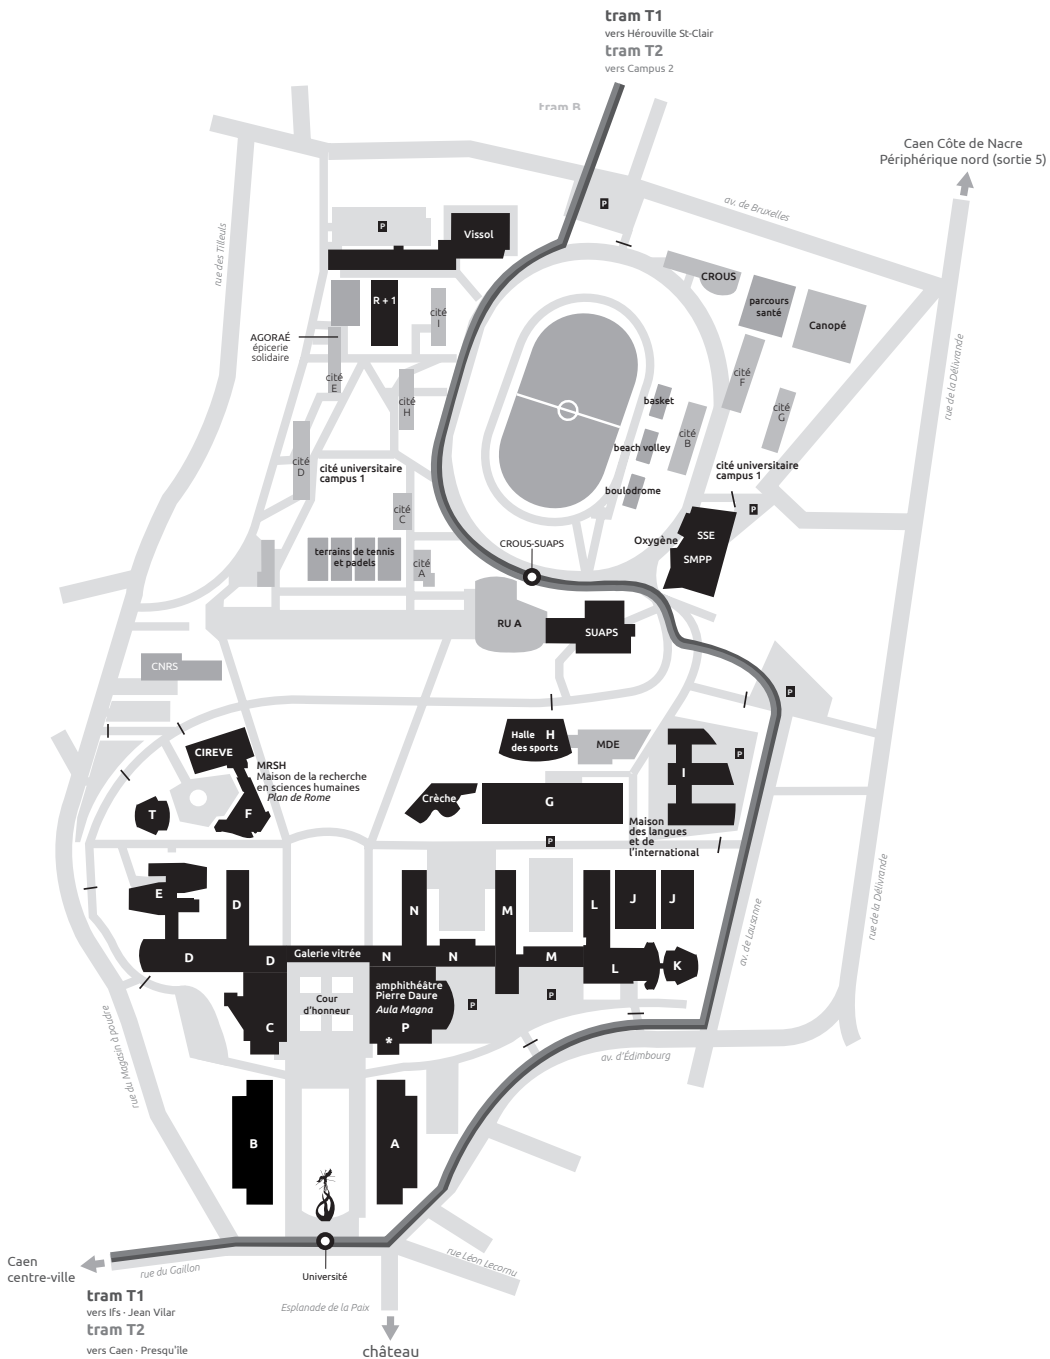 tram T1
vers Hérouville St-Clair
tram T2
vers Campus 2
tram B
Caen Côte de Nacre
Périphérique nord (sortie 5)
av. de Bruxelles
rue des Tilleuls
P
P
Vissol
CROUS
parcours
santé
Canopé
R + 1
cité
I
AGORAÉ
épicerie
solidaire
cité
E
cité
H
cité
F
cité
G
rue de la Délivrande
basket
cité
B
beach volley
boulodrome
cité
D
cité universitaire
campus 1
cité universitaire
campus 1
cité
C
P
Oxygène
SSE
SMPP
CROUS-SUAPS
terrains de tennis
et padels
cité
A
RU A
SUAPS
CNRS
P
Halle H
des sports
MDE
CIREVE
MRSH
Maison de la recherche
en sciences humaines
Plan de Rome
P
I
T
F
Crèche
G
Maison
des langues
et de
l'international
P
E
D
N
M
L
J
J
rue de la Délivrande
av. de Lausanne
D
D
Galerie vitrée
N
N
M
L
K
amphithéâtre
Pierre Daure
Aula Magna
P
*
Cour
d'honneur
C
P
P
rue du Magasin à poudre
av. d'Édimbourg
B
A
Caen
centre-ville
rue du Gaillon
rue Léon Lecornu
Université
tram T1
vers Ifs · Jean Vilar
tram T2
vers Caen · Presqu'île
Esplanade de la Paix
château